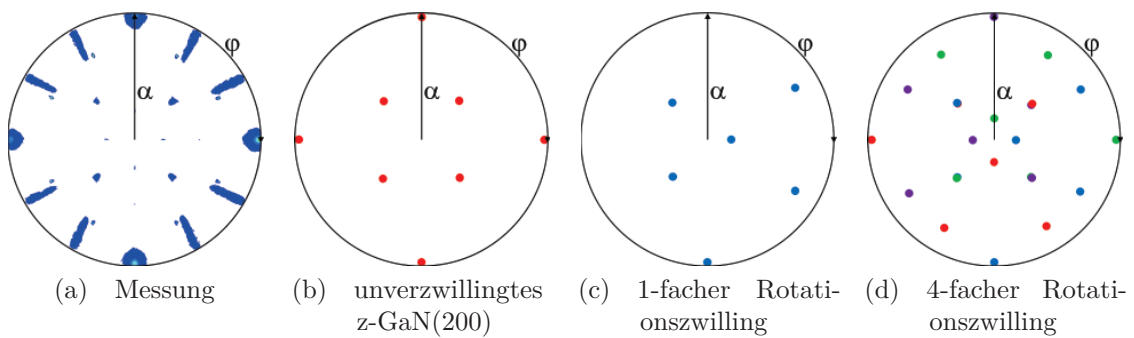 φ
α
φ
α
φ
α
φ
α
(a) Messung
(b) unverzwillingtes
z-GaN(200)
(c) 1-facher Rotati-
onszwilling
(d) 4-facher Rotati-
onszwilling